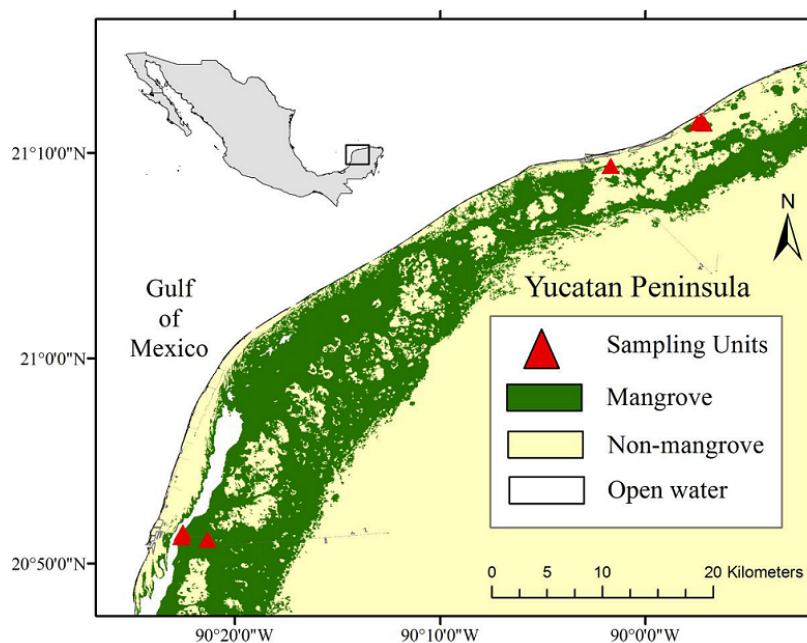 21°10'0"N
21°0'0"N
20°50'0"N
Gulf
of
Mexico
N
Yucatan Peninsula
Sampling Units
Mangrove
Non-mangrove
Open water
0 5 10 20 Kilometers
90°20'0"W 90°10'0"W 90°0'0"W